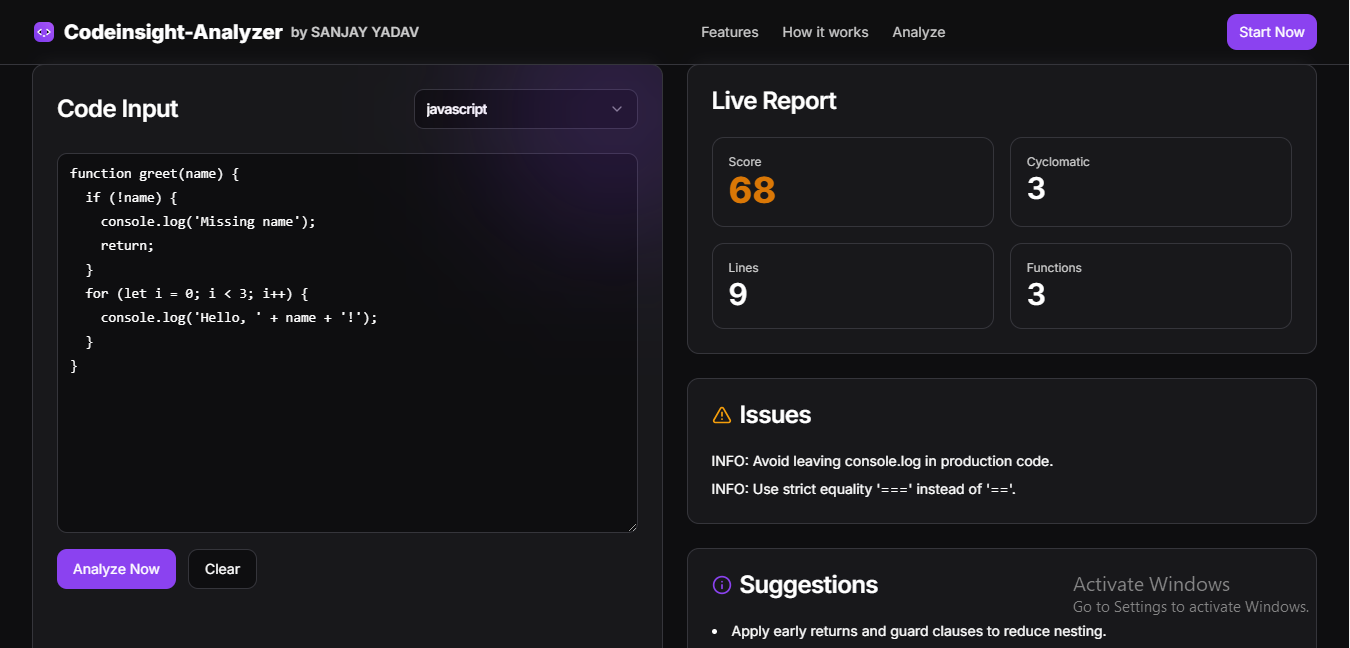 Codeinsight-Analyzer by SANJAY YADAV
Features How it works Analyze
Start Now
Code Input
javascript
function greet(name) {
  if (!name) {
    console.log('Missing name');
    return;
  }
  for (let i = 0; i < 3; i++) {
    console.log('Hello, ' + name + '!');
  }
}
Analyze Now
Clear
Live Report
Score
68
Cyclomatic
3
Lines
9
Functions
3
Issues
INFO: Avoid leaving console.log in production code.
INFO: Use strict equality '===' instead of '=='.
Suggestions
• Apply early returns and guard clauses to reduce nesting.
Activate Windows
Go to Settings to activate Windows.